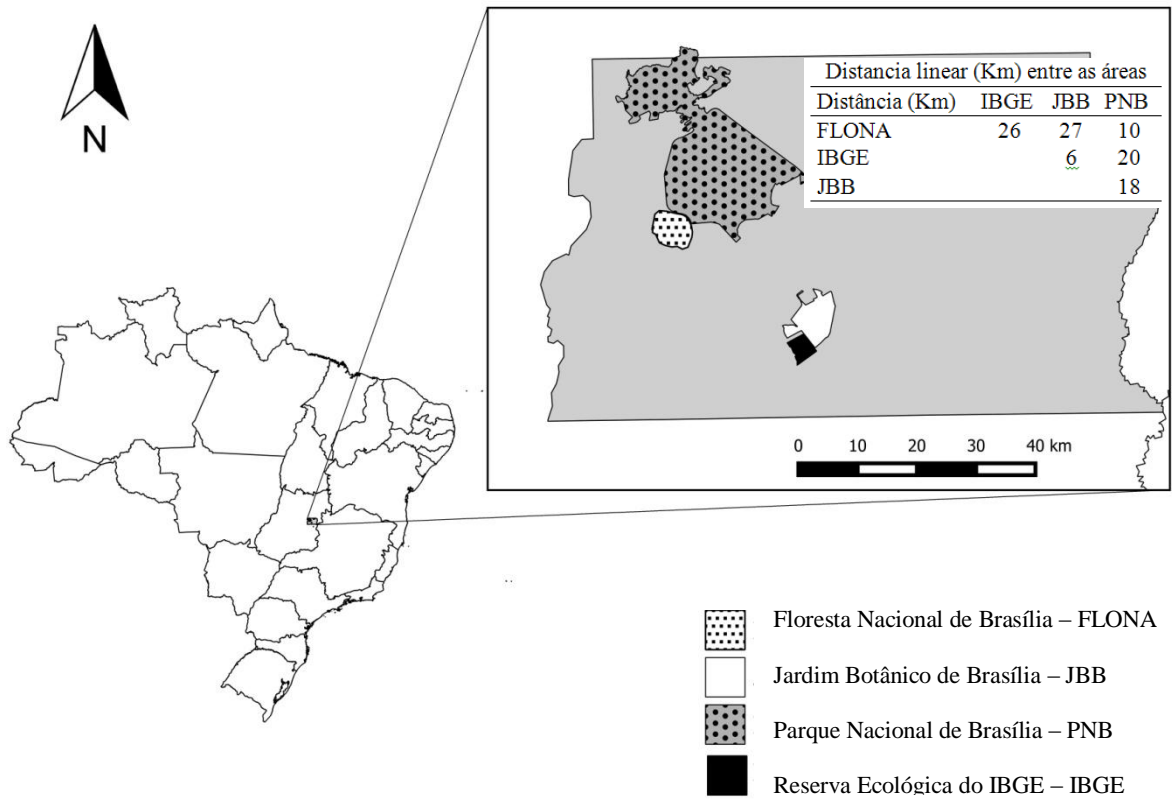 N
Distancia linear (Km) entre as áreas
Distância (Km) IBGE JBB PNB
FLONA 26 27 10
IBGE 6 20
JBB 18
0 10 20 30 40 km
Floresta Nacional de Brasília – FLONA
Jardim Botânico de Brasília – JBB
Parque Nacional de Brasília – PNB
Reserva Ecológica do IBGE – IBGE